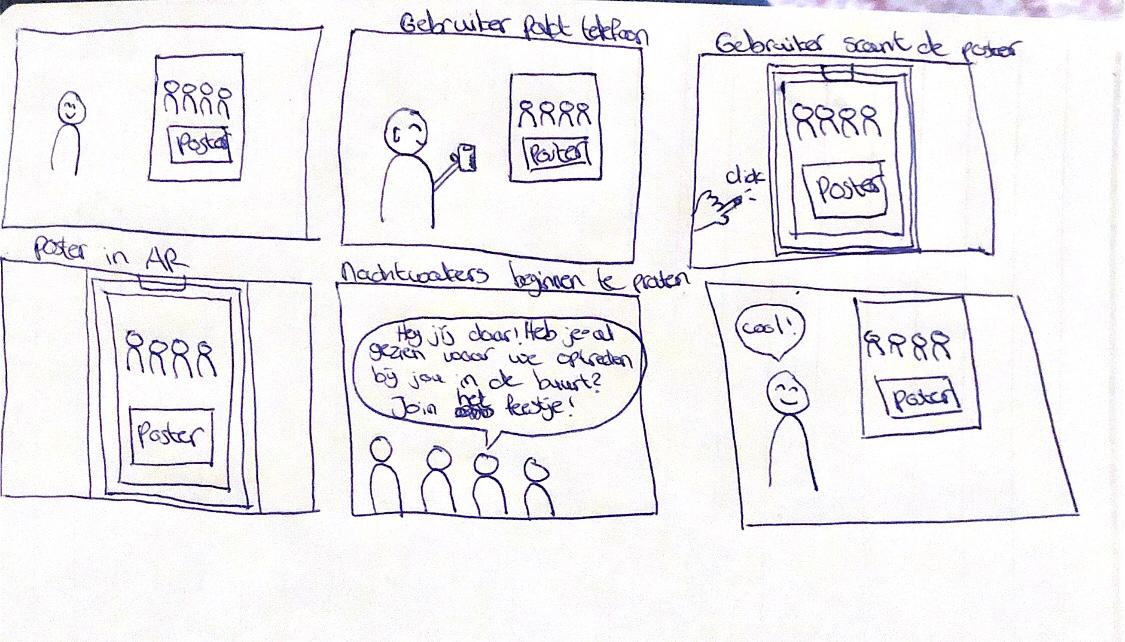 Poster
Gebruiker pakt telefoon
Poster
Gebruiker scant de poster
click
Poster
poster in AR
Poster
Nachtwakers beginnen te praten
Hey jij daar! Heb je al
gezien waar we optreden
bij jou in de buurt?
Join het feestje!
cool!
Poster